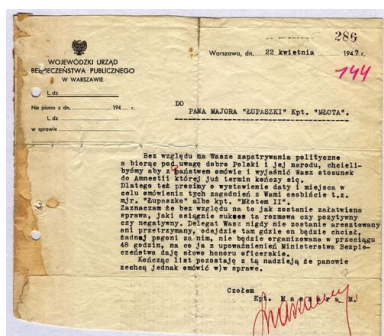 286
WOJEWÓDZKI URZĄD
BEZPIECZEŃSTWA PUBLICZNEGO
W WARSZAWIE
Warszawa, dn. 22 kwietnia 1947 r.
144
L. dz.
Na pismo z dn. 194 r.
L. dz.
w sprawie
DO
PANA MAJORA "ŁUPASZKI" Kpt. "MŁOTA".
Bez względu na Wasze zapatrywania polityczne
a biorąc pod uwagę dobro Polski i jej narodu, chcieli-
byśmy aby z państwem omówić i wyjaśnić Wasz stosunek
do Amnestii której już termin kończy się.
Dlatego też prosimy o wystawienie daty i miejsca w
celu omówienia tych zagadnień z Wami osobiście t.z.
mjr. "Łupaszką" albo kpt. "Młotem II".
Zaznaczam że bez względu na to jak zostanie załatwiona
sprawa, jaki osiągnie sukces ta rozmowa czy pozytywny
czy negatywny, Delegat Wasz nigdy nie zostanie aresztowany
ani przetrzymany, odejdzie tam gdzie on będzie chciał,
żadnej pogoni za nim, nie będzie organizowana w przeciągu
48 godzin, na co ja z upoważnień Ministerstwa Bezpie-
czeństwa daję słowo honoru oficerskie.
Kończąc list pozostaję z tą nadzieją że panowie
zechcą jednak omówić w/w sprawę.
Czołem
Kpt.